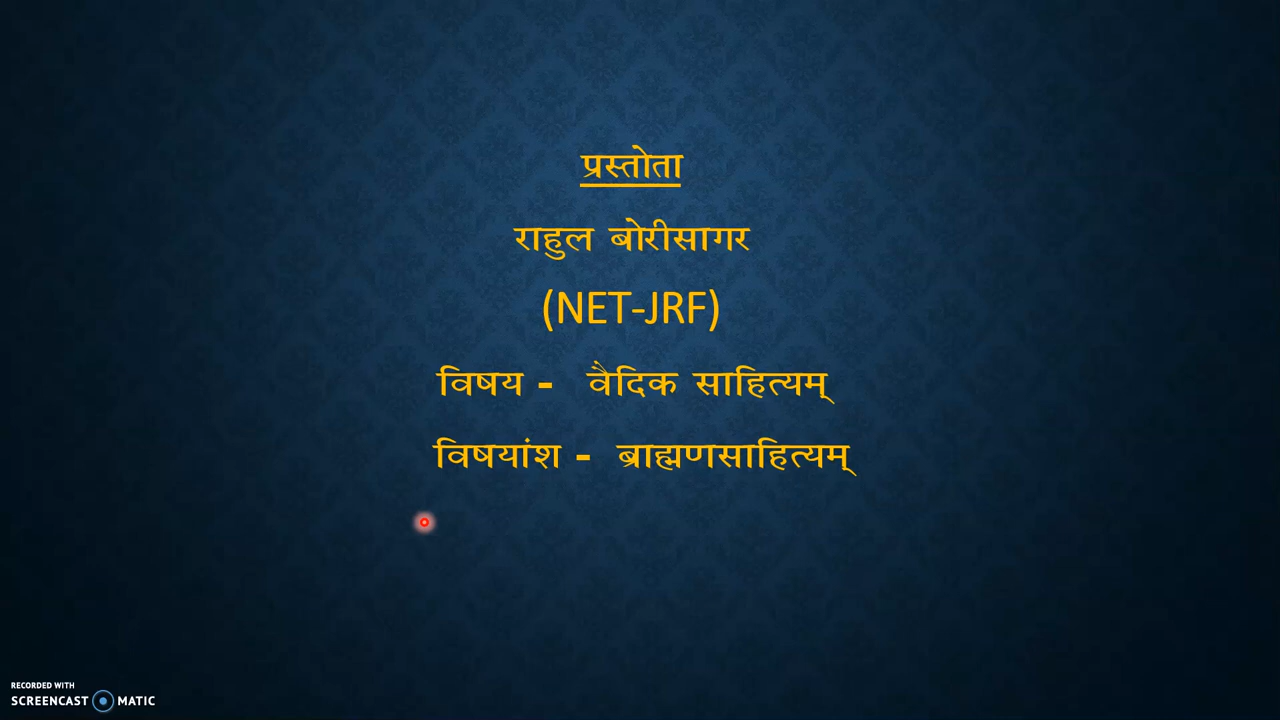 प्रस्तोता
राहुल बोरीसागर
(NET-JRF)
विषय - वैदिक साहित्यम्
विषयांश - ब्राह्मणसाहित्यम्
RECORDED WITH
SCREENCAST MATIC